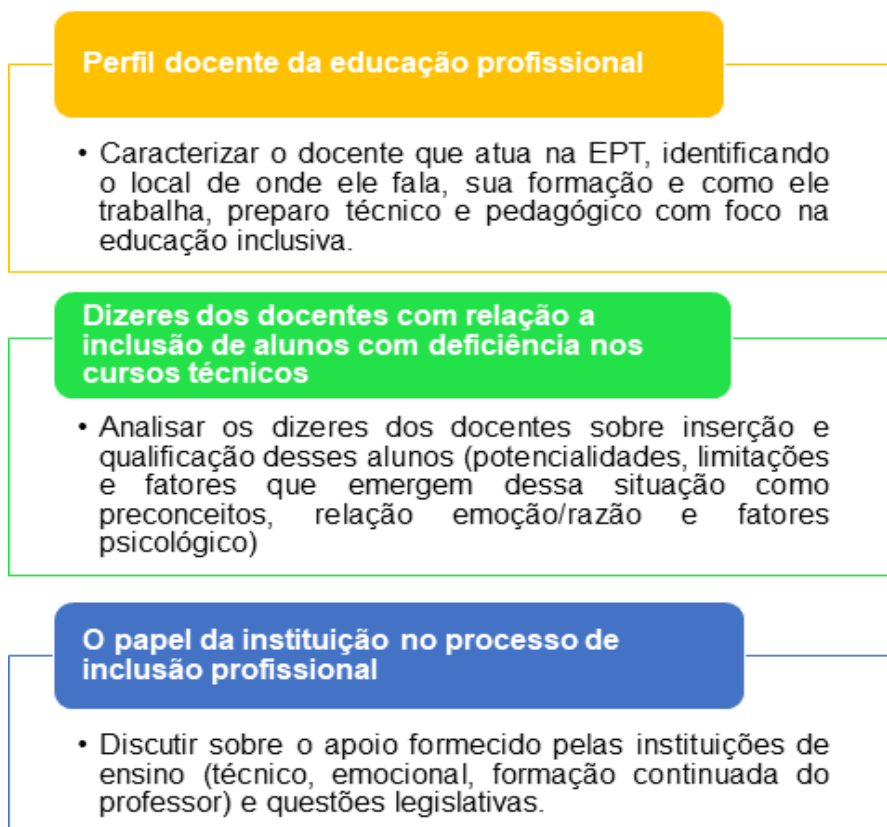 Perfil docente da educação profissional
• Caracterizar o docente que atua na EPT, identificando
o local de onde ele fala, sua formação e como ele
trabalha, preparo técnico e pedagógico com foco na
educação inclusiva.
Dizeres dos docentes com relação a
inclusão de alunos com deficiência nos
cursos técnicos
• Analisar os dizeres dos docentes sobre inserção e
qualificação desses alunos (potencialidades, limitações
e fatores que emergem dessa situação como
preconceitos, relação emoção/razão e fatores
psicológico)
O papel da instituição no processo de
inclusão profissional
• Discutir sobre o apoio formecido pelas instituições de
ensino (técnico, emocional, formação continuada do
professor) e questões legislativas.